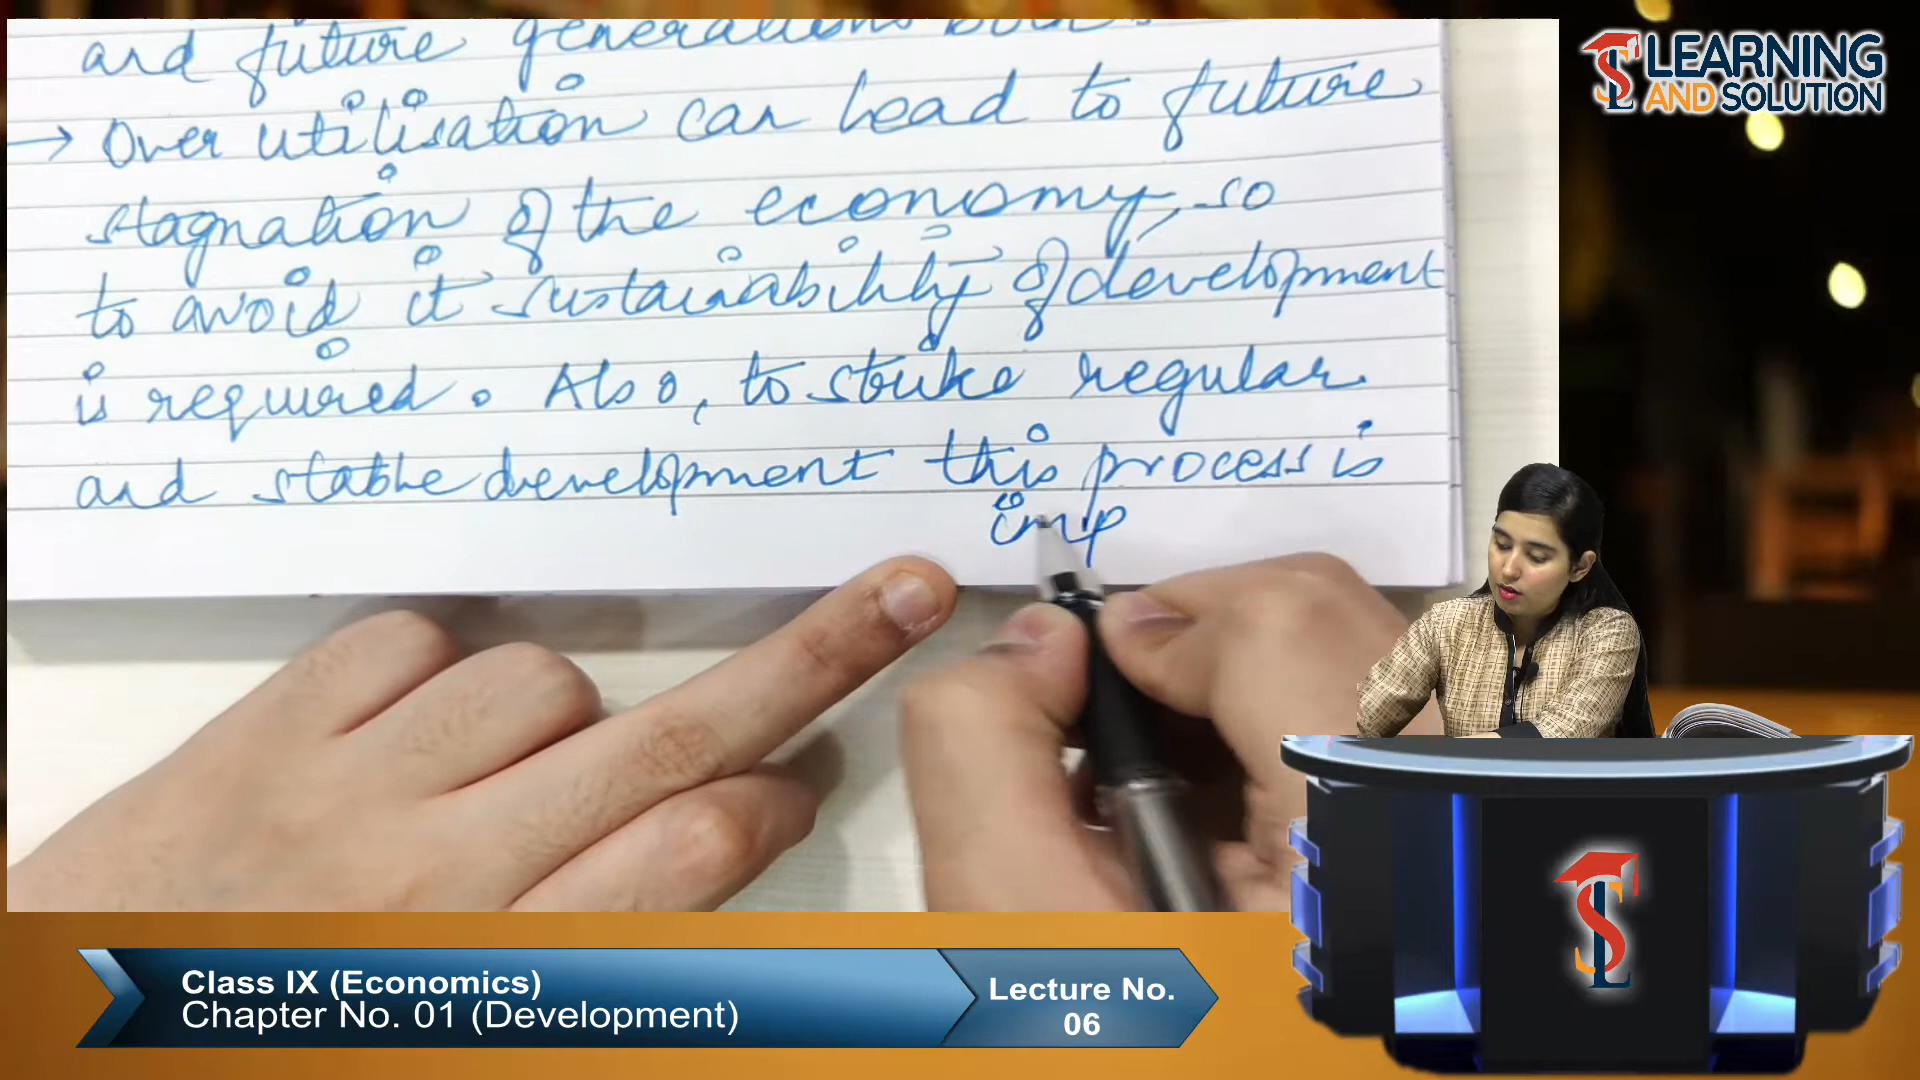 and future generations both.
→ Over utilisation can lead to future
stagnation of the economy, so
to avoid it sustainability of development
is required. Also, to strike regular
and stable development this process is
imp
LEARNING
AND SOLUTION
Class IX (Economics)
Chapter No. 01 (Development)
Lecture No.
06